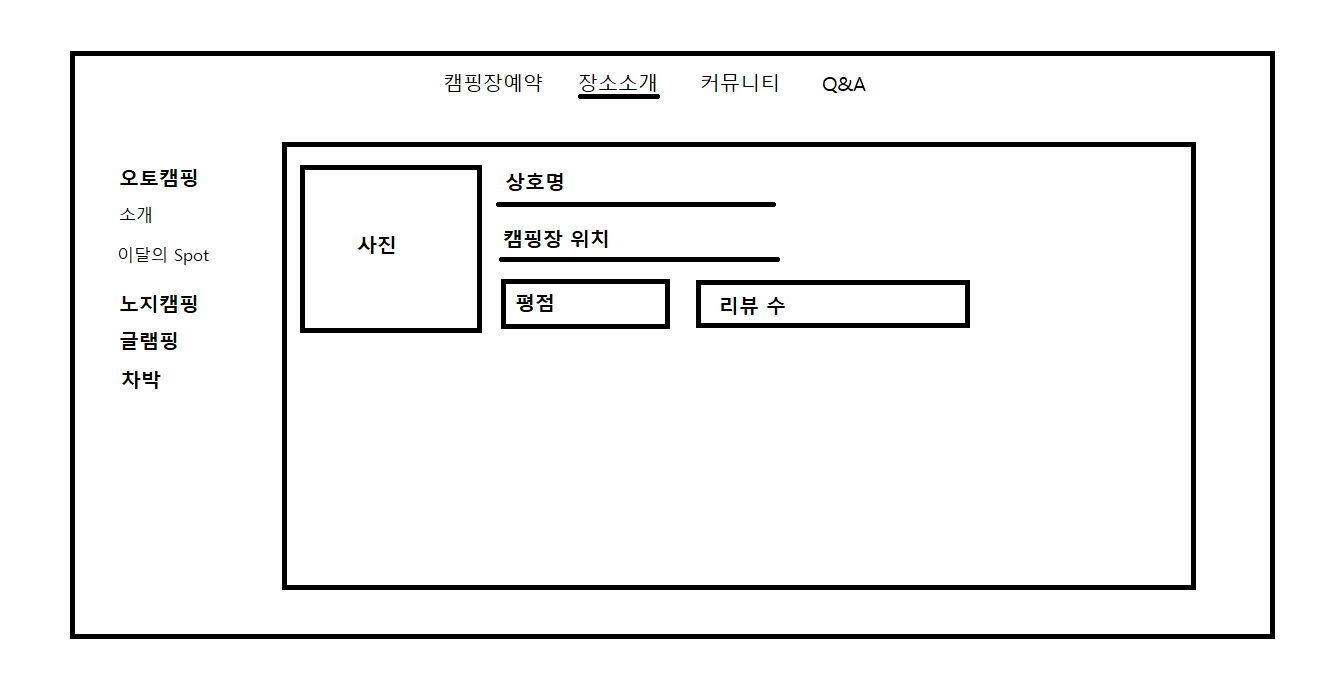 캠핑장예약 장소소개 커뮤니티 Q&A
오토캠핑
소개
이달의 Spot
노지캠핑
글램핑
차박
사진
상호명
캠핑장 위치
평점 리뷰 수